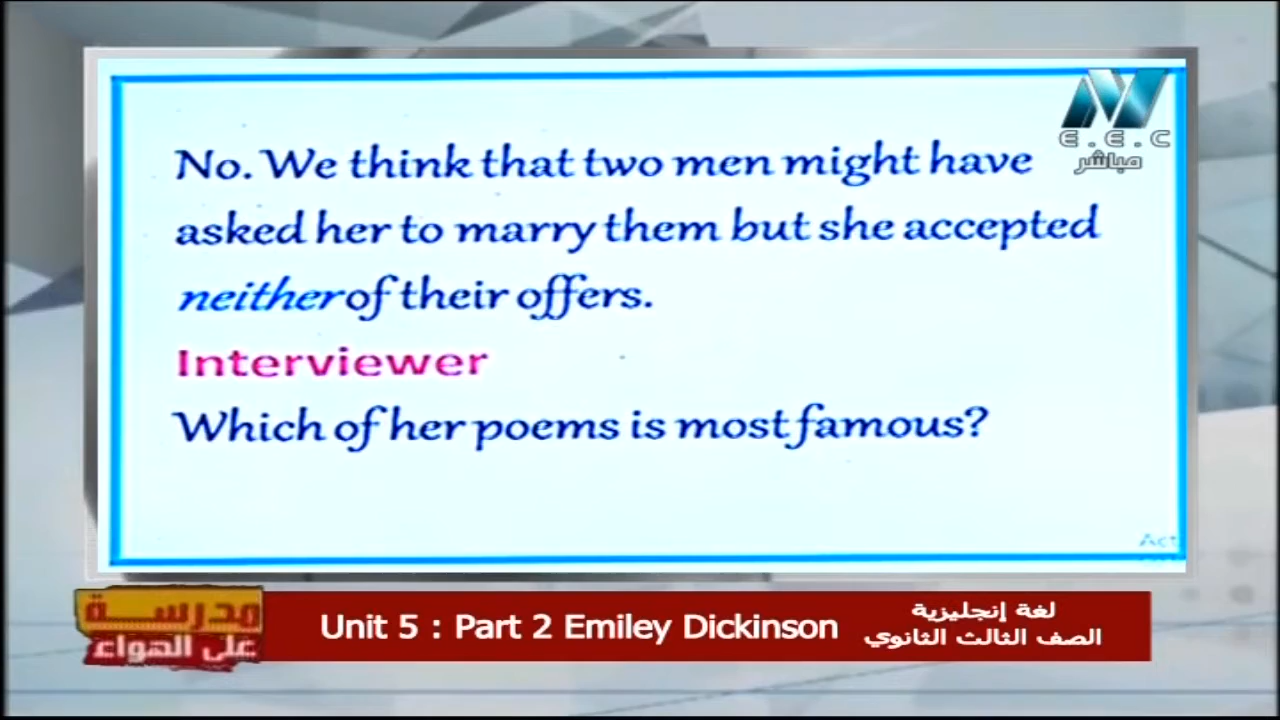 E.E.C
مباشر
No. We think that two men might have
asked her to marry them but she accepted
neither of their offers.
Interviewer
Which of her poems is most famous?
Act
مدرسة
على الهواء
Unit 5 : Part 2 Emiley Dickinson
لغة إنجليزية
الصف الثالث الثانوي